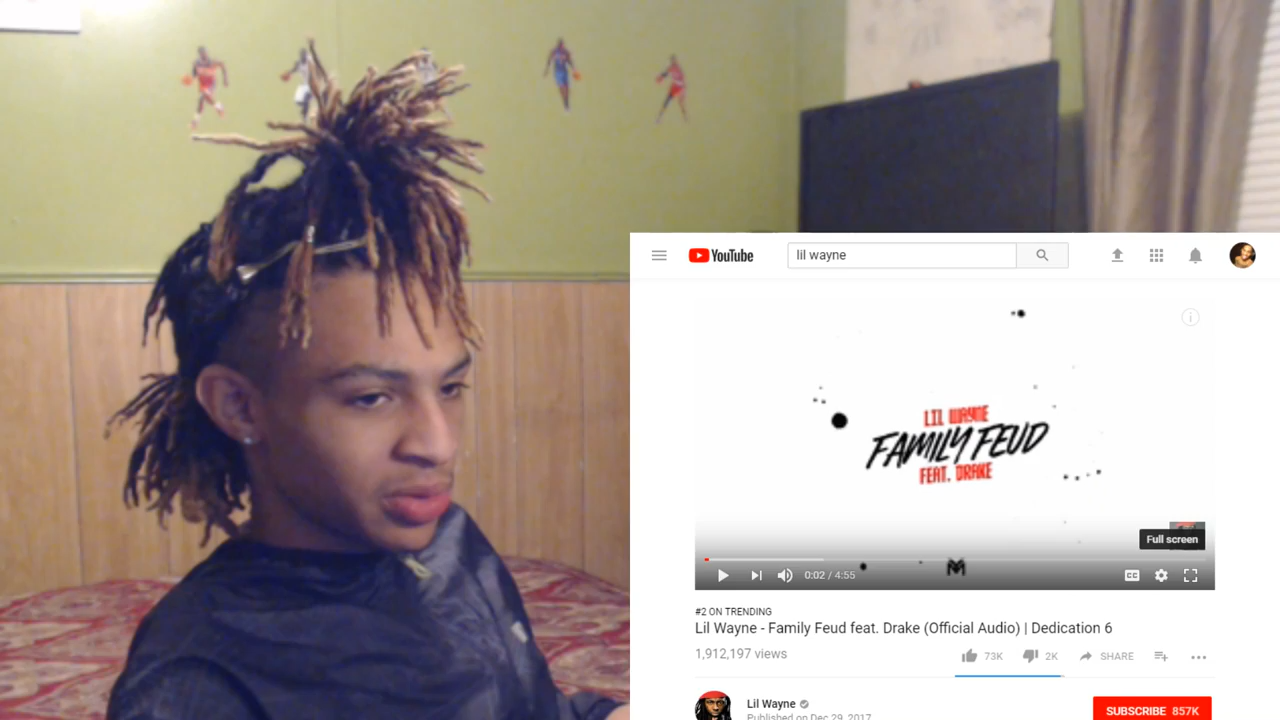 YouTube
lil wayne
LIL WAYNE
FAMILY FEUD
FEAT. DRAKE
Full screen
0:02 / 4:55
CC
#2 ON TRENDING
Lil Wayne - Family Feud feat. Drake (Official Audio) | Dedication 6
1,912,197 views
73K
2K
SHARE
Lil Wayne
Published on Dec 29, 2017
SUBSCRIBE 857K